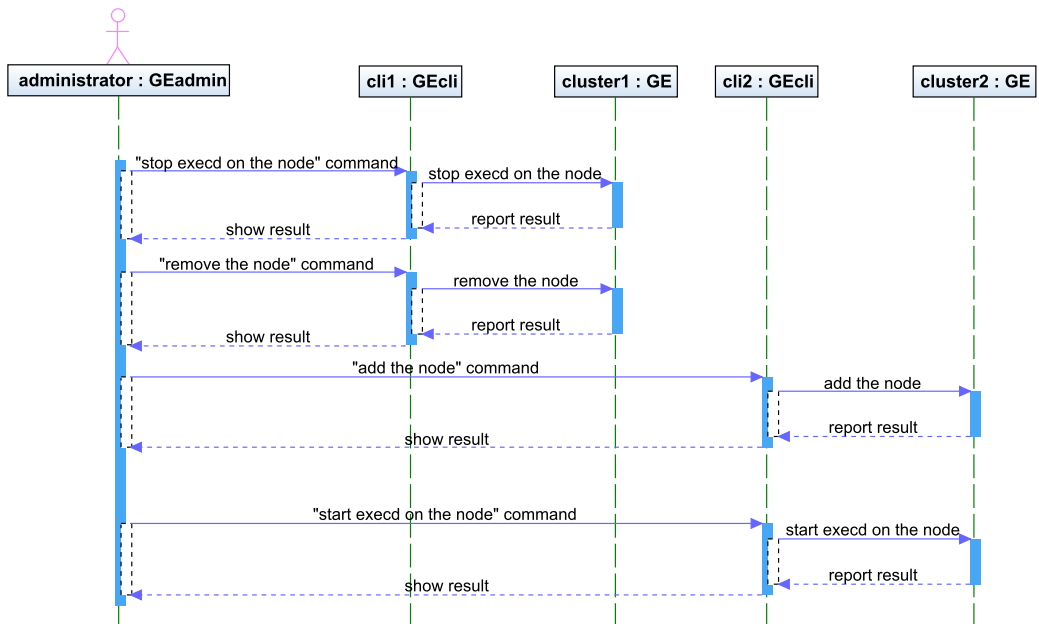 administrator : GEadmin
cli1 : GEcli
cluster1 : GE
cli2 : GEcli
cluster2 : GE
"stop execd on the node" command
stop execd on the node
report result
show result
"remove the node" command
remove the node
report result
show result
"add the node" command
add the node
report result
show result
"start execd on the node" command
start execd on the node
report result
show result